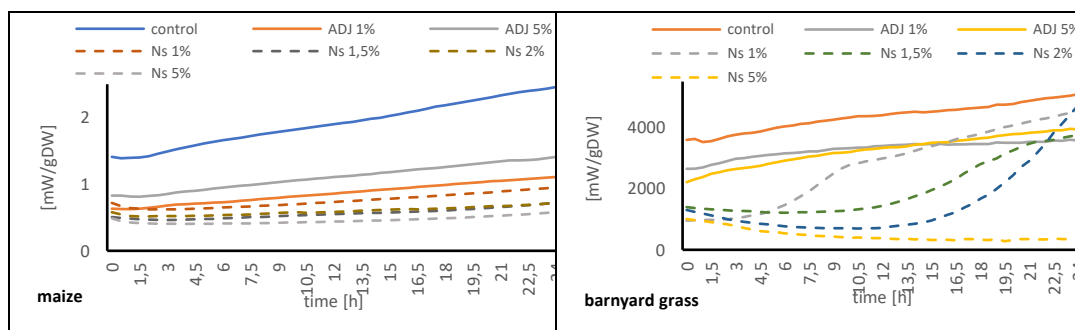 control ADJ 1% ADJ 5%
Ns 1% Ns 1,5% Ns 2%
Ns 5%
[mW/gDW]
2
1
0
0 1,5 3 4,5 6 7,5 9 10,5 12 13,5 15 16,5 18 19,5 21 22,5 24
maize
time [h]
control ADJ 1% ADJ 5%
Ns 1% Ns 1,5% Ns 2%
Ns 5%
[mW/gDW]
4000
2000
0
0 1,5 3 4,5 6 7,5 9 10,5 12 13,5 15 16,5 18 19,5 21 22,5 24
barnyard grass
time [h]